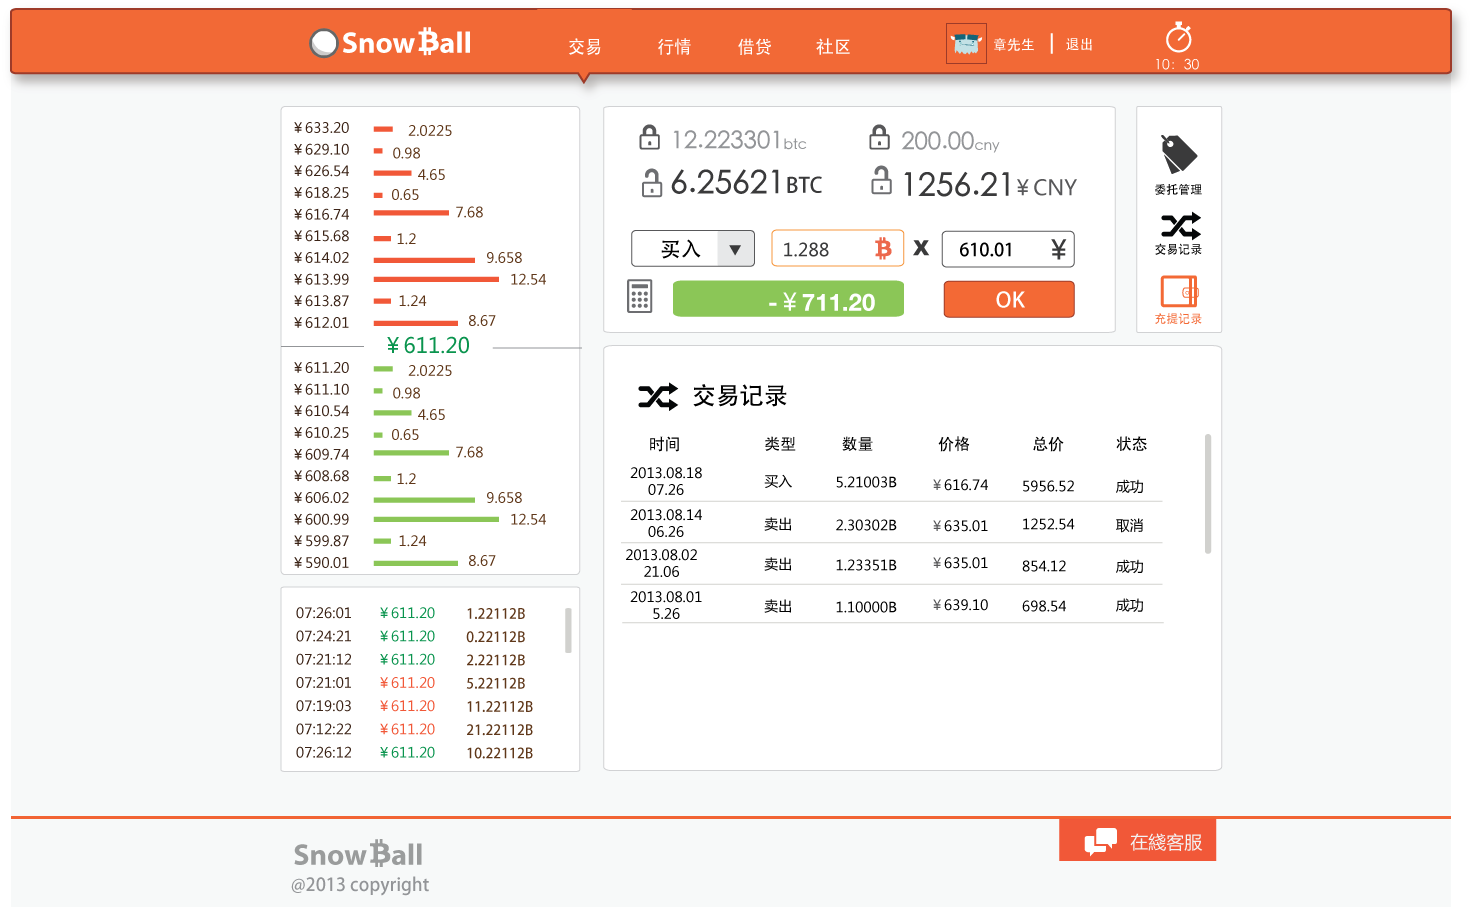 Snow Ball 交易 行情 借贷 社区 章先生 | 退出 10: 30
¥633.20 2.0225
¥629.10 0.98
¥626.54 4.65
¥618.25 0.65
¥616.74 7.68
¥615.68 1.2
¥614.02 9.658
¥613.99 12.54
¥613.87 1.24
¥612.01 8.67
¥611.20
¥611.20 2.0225
¥611.10 0.98
¥610.54 4.65
¥610.25 0.65
¥609.74 7.68
¥608.68 1.2
¥606.02 9.658
¥600.99 12.54
¥599.87 1.24
¥590.01 8.67
07:26:01 ¥611.20 1.22112B
07:24:21 ¥611.20 0.22112B
07:21:12 ¥611.20 2.22112B
07:21:01 ¥611.20 5.22112B
07:19:03 ¥611.20 11.22112B
07:12:22 ¥611.20 21.22112B
07:26:12 ¥611.20 10.22112B
12.223301btc 200.00cny
6.25621BTC 1256.21¥CNY
买入 ▼ 1.288 ₿ x 610.01 ¥
-¥711.20 OK
委托管理
交易记录
充提记录
交易记录
时间 类型 数量 价格 总价 状态
2013.08.18 07.26 买入 5.21003B ¥616.74 5956.52 成功
2013.08.14 06.26 卖出 2.30302B ¥635.01 1252.54 取消
2013.08.02 21.06 卖出 1.23351B ¥635.01 854.12 成功
2013.08.01 5.26 卖出 1.10000B ¥639.10 698.54 成功
Snow₿all
@2013 copyright
在綫客服